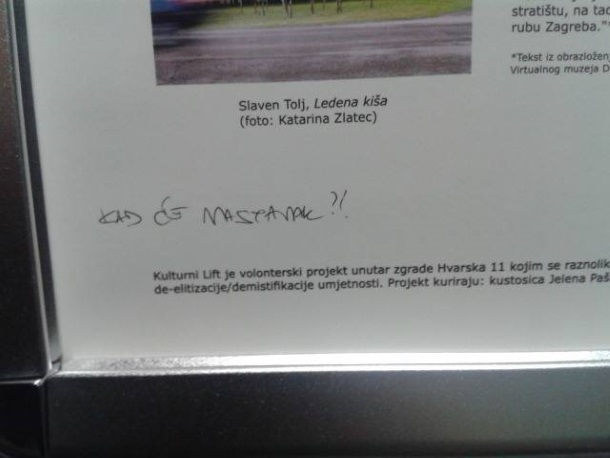 stratištu, na
rubu Zagreba."
*Tekst iz
Virtualnog muzeja D
Slaven Tolj, Ledena kiša
(foto: Katarina Zlatec)
KAD ĆE NASTAVAK?!
Kulturni Lift je volonterski projekt unutar zgrade Hvarska 11 kojim se raznolik
de-elitizacije/demistifikacije umjetnosti. Projekt kuriraju: kustosica Jelena Paš